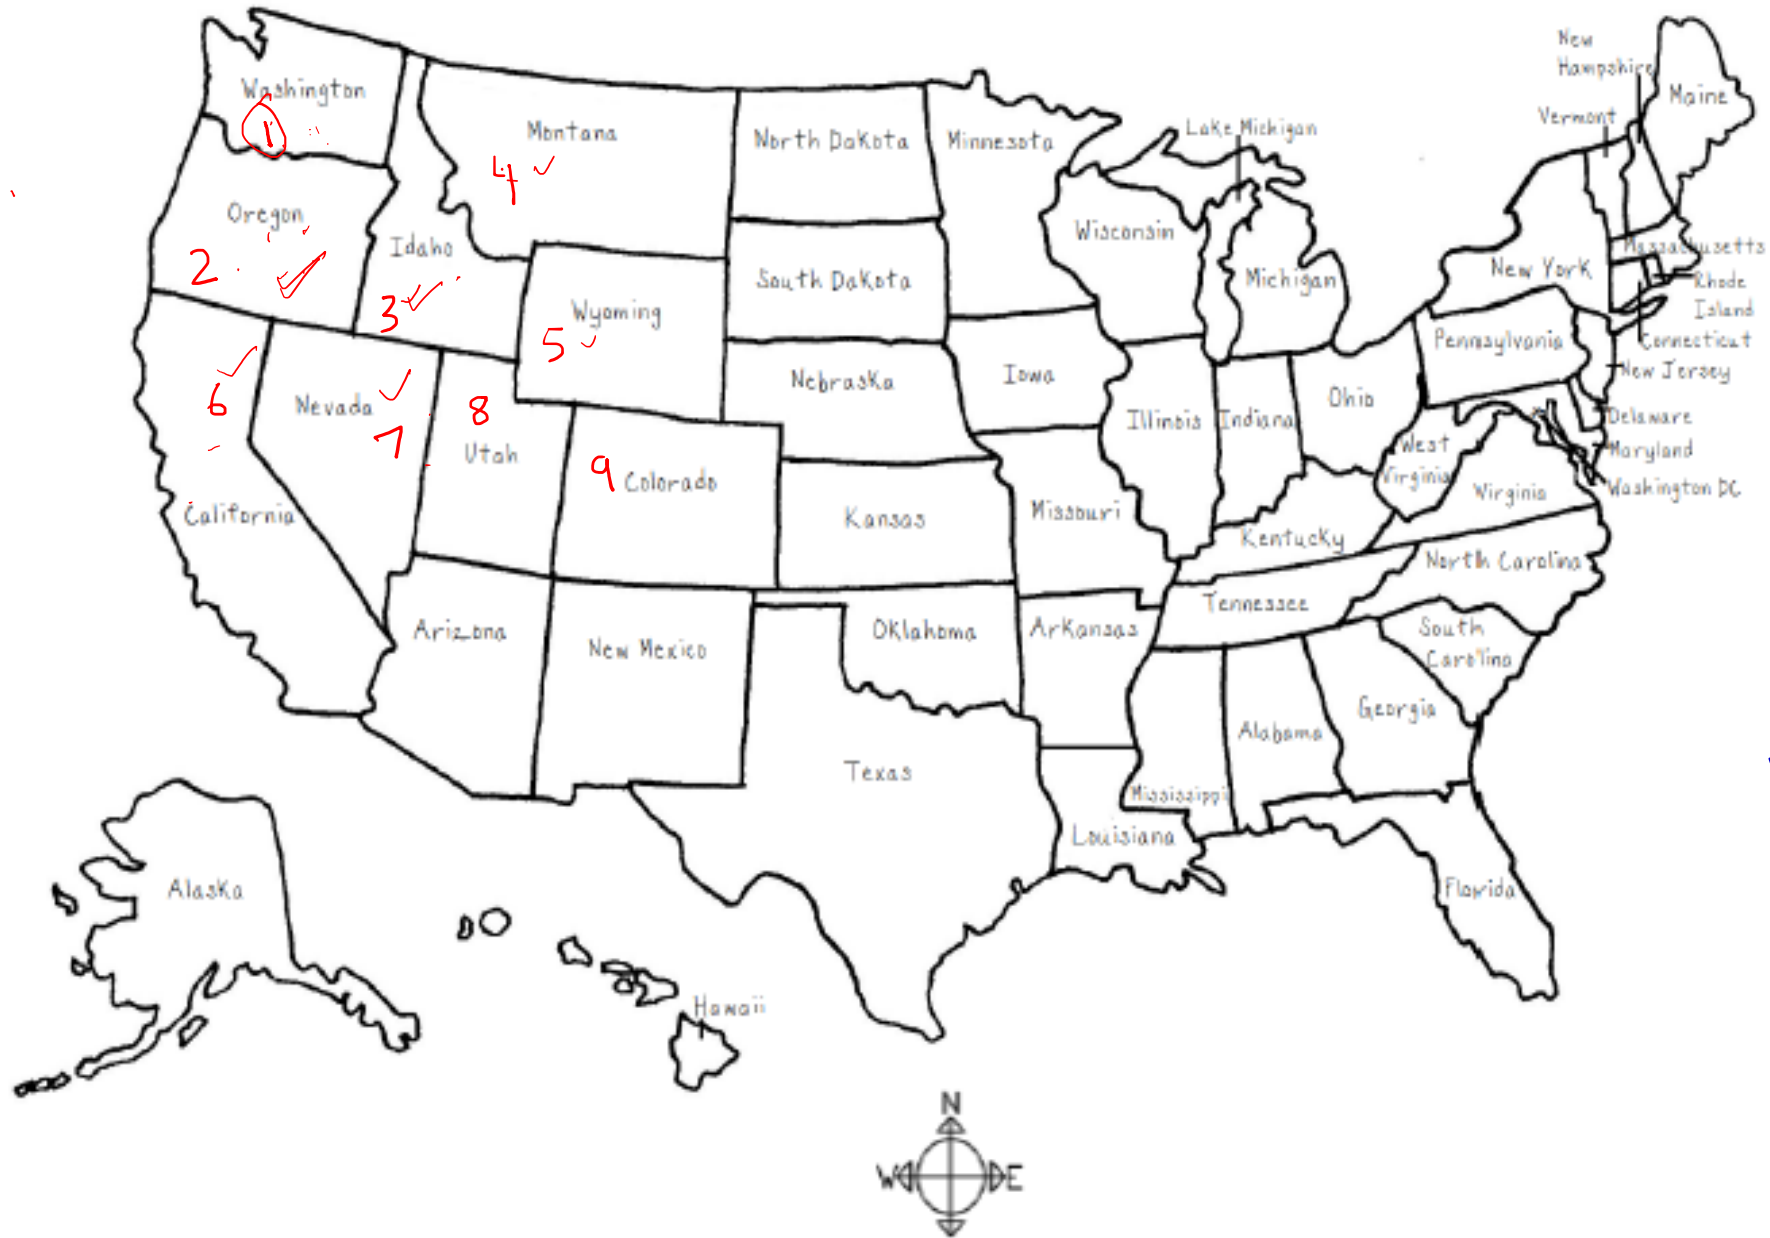 New
Hampshire
Maine
Vermont
Washington
1
Montana
4
North Dakota
Minnesota
Lake Michigan
Oregon
2
Idaho
3
Wisconsin
Massachusetts
New York
Rhode
Island
South Dakota
Michigan
Wyoming
5
Connecticut
Pennsylvania
New Jersey
Nebraska
Iowa
Ohio
6
Nevada
7
8
Utah
Illinois
Indiana
Delaware
Maryland
Washington DC
West
Virginia
Virginia
9
Colorado
California
Kansas
Missouri
Kentucky
North Carolina
Tennessee
Arizona
New Mexico
Oklahoma
Arkansas
South
Carolina
Georgia
Alabama
Texas
Mississippi
Louisiana
Florida
Alaska
Hawaii
N
W
E